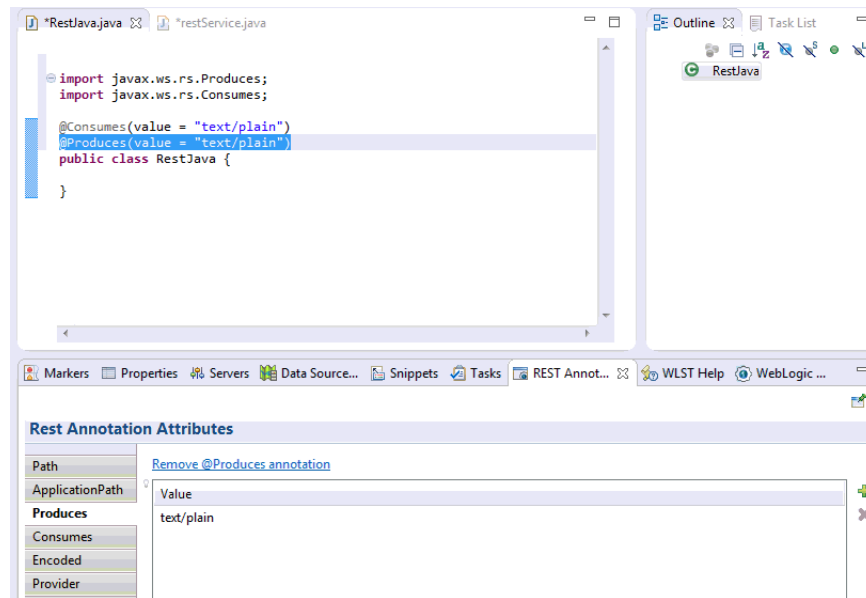 *RestJava.java
*restService.java
Outline
Task List
import javax.ws.rs.Produces;
import javax.ws.rs.Consumes;
@Consumes(value = "text/plain")
@Produces(value = "text/plain")
public class RestJava {
}
RestJava
Markers
Properties
Servers
Data Source...
Snippets
Tasks
REST Annot...
WLST Help
WebLogic ...
Rest Annotation Attributes
Path
ApplicationPath
Produces
Consumes
Encoded
Provider
Remove @Produces annotation
Value
text/plain